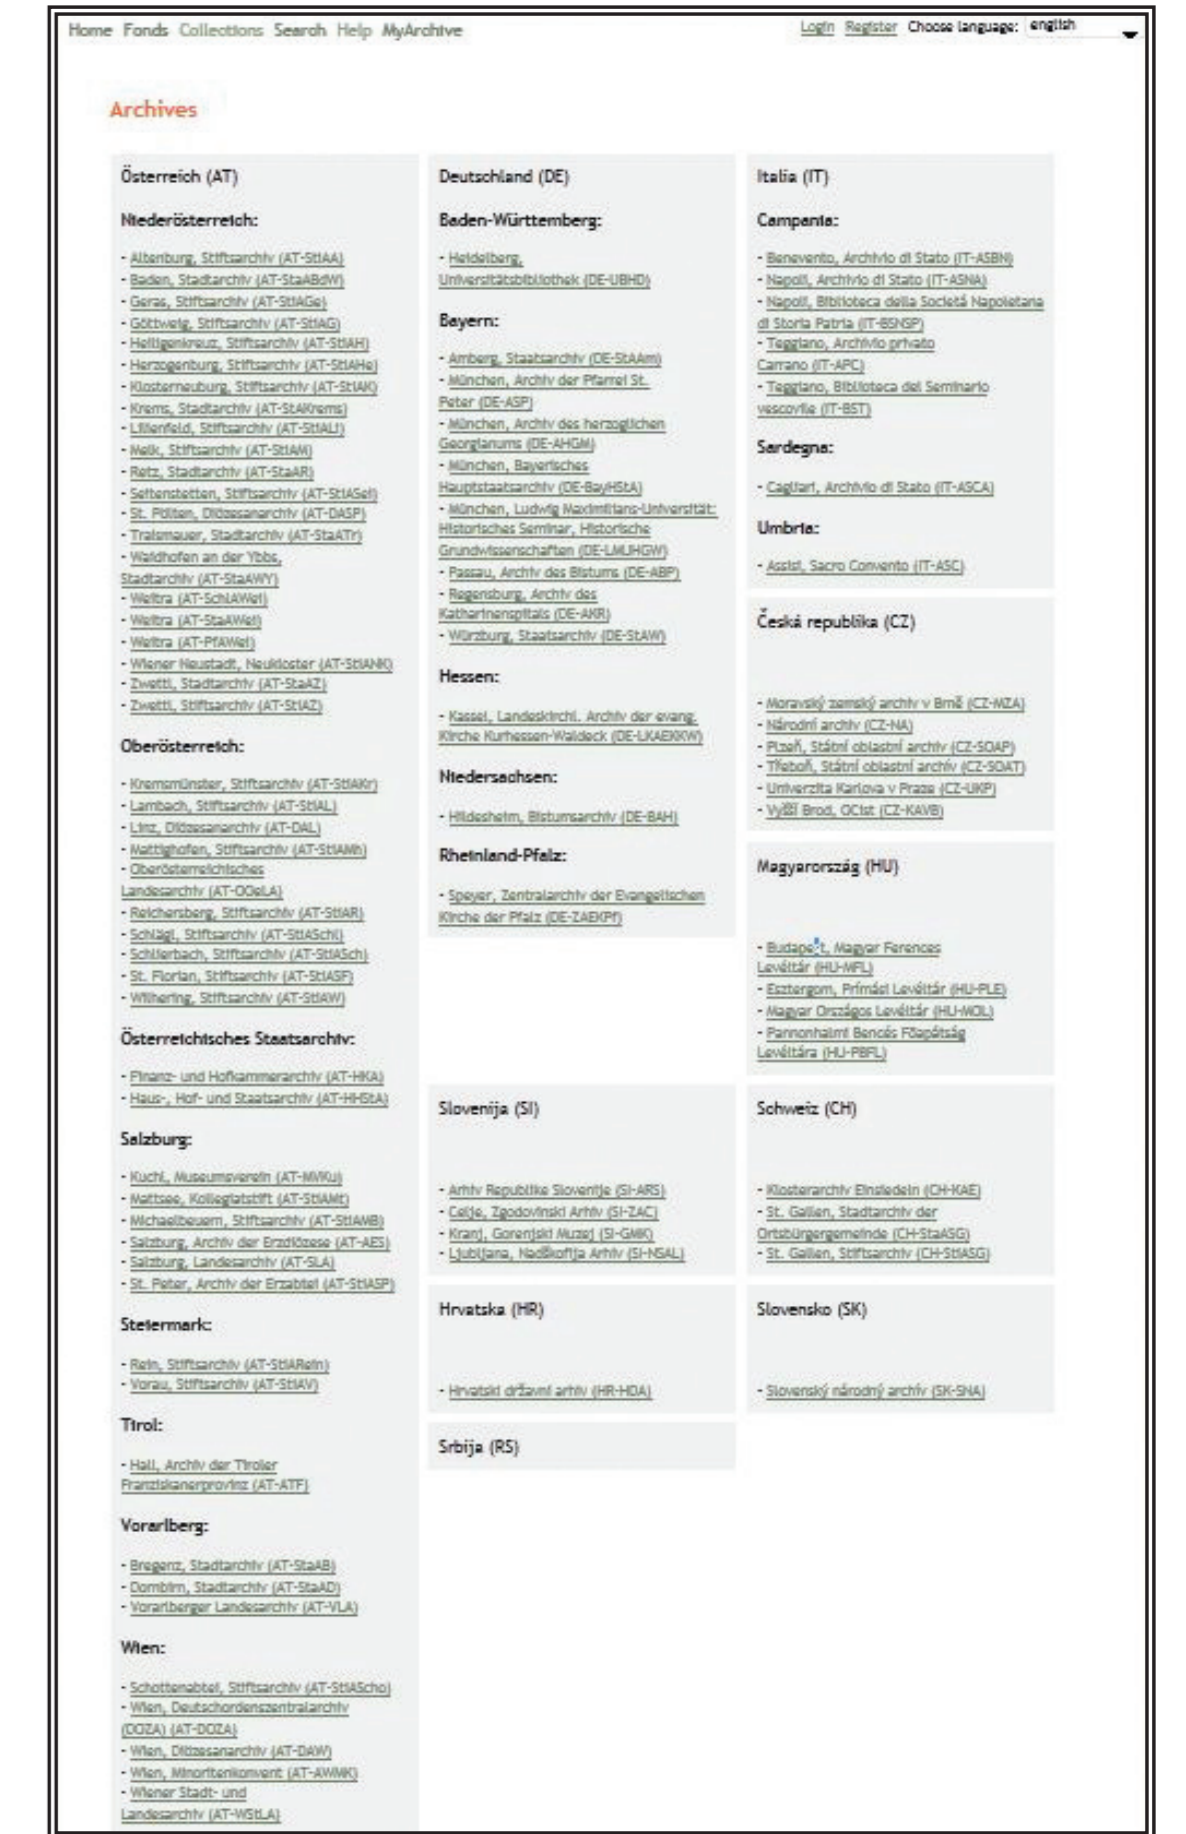 Home Fonds Collections Search Help MyArchive
Login Register Choose language: english
Archives
Österreich (AT)
Niederösterreich:
- Altenburg, Stiftsarchiv (AT-StiAA)
- Baden, Stadtarchiv (AT-StaABdW)
- Geras, Stiftsarchiv (AT-StiAGe)
- Göttweig, Stiftsarchiv (AT-StiAG)
- Heiligenkreuz, Stiftsarchiv (AT-StiAH)
- Herzogenburg, Stiftsarchiv (AT-StiAHe)
- Klosterneuburg, Stiftsarchiv (AT-StiAK)
- Krems, Stadtarchiv (AT-StAKrems)
- Lilienfeld, Stiftsarchiv (AT-StiALi)
- Melk, Stiftsarchiv (AT-StiAM)
- Retz, Stadtarchiv (AT-StaAR)
- Seitenstetten, Stiftsarchiv (AT-StiASei)
- St. Pölten, Diözesanarchiv (AT-DASP)
- Traismauer, Stadtarchiv (AT-StaATr)
- Waidhofen an der Ybbs,
Stadtarchiv (AT-StaAWY)
- Weitra (AT-SchlAWei)
- Weitra (AT-StaAWei)
- Weitra (AT-PfAWei)
- Wiener Neustadt, Neukloster (AT-StiANK)
- Zwettl, Stadtarchiv (AT-StaAZ)
- Zwettl, Stiftsarchiv (AT-StiAZ)
Oberösterreich:
- Kremsmünster, Stiftsarchiv (AT-StiAKr)
- Lambach, Stiftsarchiv (AT-StiAL)
- Linz, Diözesanarchiv (AT-DAL)
- Mattighofen, Stiftsarchiv (AT-StiAMh)
- Oberösterreichisches
Landesarchiv (AT-OOeLA)
- Reichersberg, Stiftsarchiv (AT-StiAR)
- Schlägl, Stiftsarchiv (AT-StiASchl)
- Schlierbach, Stiftsarchiv (AT-StiASch)
- St. Florian, Stiftsarchiv (AT-StiASF)
- Wilhering, Stiftsarchiv (AT-StiAW)
Österreichisches Staatsarchiv:
- Finanz- und Hofkammerarchiv (AT-HKA)
- Haus-, Hof- und Staatsarchiv (AT-HHStA)
Salzburg:
- Kuchl, Museumsverein (AT-MVKu)
- Mattsee, Kollegiatstift (AT-StiAMt)
- Michaelbeuern, Stiftsarchiv (AT-StiAMB)
- Salzburg, Archiv der Erzdiözese (AT-AES)
- Salzburg, Landesarchiv (AT-SLA)
- St. Peter, Archiv der Erzabtei (AT-StiASP)
Steiermark:
- Rein, Stiftsarchiv (AT-StiARein)
- Vorau, Stiftsarchiv (AT-StiAV)
Tirol:
- Hall, Archiv der Tiroler
Franziskanerprovinz (AT-ATF)
Vorarlberg:
- Bregenz, Stadtarchiv (AT-StaAB)
- Dornbirn, Stadtarchiv (AT-StaAD)
- Vorarlberger Landesarchiv (AT-VLA)
Wien:
- Schottenabtei, Stiftsarchiv (AT-StiAScho)
- Wien, Deutschordenszentralarchiv
(DOZA) (AT-DOZA)
- Wien, Diözesanarchiv (AT-DAW)
- Wien, Minoritenkonvent (AT-AWMK)
- Wiener Stadt- und
Landesarchiv (AT-WStLA)
Deutschland (DE)
Baden-Württemberg:
- Heidelberg,
Universitätsbibliothek (DE-UBHD)
Bayern:
- Amberg, Staatsarchiv (DE-StAAm)
- München, Archiv der Pfarrei St.
Peter (DE-ASP)
- München, Archiv des herzoglichen
Georgianums (DE-AHGM)
- München, Bayerisches
Hauptstaatsarchiv (DE-BayHStA)
- München, Ludwig Maximilians-Universität:
Historisches Seminar, Historische
Grundwissenschaften (DE-LMUHGW)
- Passau, Archiv des Bistums (DE-ABP)
- Regensburg, Archiv des
Katharinenspitals (DE-AKR)
- Würzburg, Staatsarchiv (DE-StAW)
Hessen:
- Kassel, Landeskirchl. Archiv der evang.
Kirche Kurhessen-Waldeck (DE-LKAEKKW)
Niedersachsen:
- Hildesheim, Bistumsarchiv (DE-BAH)
Rheinland-Pfalz:
- Speyer, Zentralarchiv der Evangelischen
Kirche der Pfalz (DE-ZAEKPf)
Italia (IT)
Campania:
- Benevento, Archivio di Stato (IT-ASBN)
- Napoli, Archivio di Stato (IT-ASNA)
- Napoli, Biblioteca della Societá Napoletana
di Storia Patria (IT-BSNSP)
- Teggiano, Archivio privato
Carrano (IT-APC)
- Teggiano, Biblioteca del Seminario
vescovile (IT-BST)
Sardegna:
- Cagliari, Archivio di Stato (IT-ASCA)
Umbria:
- Assisi, Sacro Convento (IT-ASC)
Česká republika (CZ)
- Moravský zemský archiv v Brně (CZ-MZA)
- Národní archiv (CZ-NA)
- Plzeň, Státní oblastní archiv (CZ-SOAP)
- Třeboň, Státní oblastní archív (CZ-SOAT)
- Univerzita Karlova v Praze (CZ-UKP)
- Vyšší Brod, OCist (CZ-KAVB)
Magyarország (HU)
- Budapest, Magyar Ferences
Levéltár (HU-MFL)
- Esztergom, Prímási Levéltár (HU-PLE)
- Magyar Országos Levéltár (HU-MOL)
- Pannonhalmi Bencés Főapátság
Levéltára (HU-PBFL)
Slovenija (SI)
- Arhiv Republike Slovenije (SI-ARS)
- Celje, Zgodovinski Arhiv (SI-ZAC)
- Kranj, Gorenjski Muzej (SI-GMK)
- Ljubljana, Nadškofija Arhiv (SI-NSAL)
Schweiz (CH)
- Klosterarchiv Einsiedeln (CH-KAE)
- St. Gallen, Stadtarchiv der
Ortsbürgergemeinde (CH-StaASG)
- St. Gallen, Stiftsarchiv (CH-StiASG)
Hrvatska (HR)
- Hrvatski državni arhiv (HR-HDA)
Slovensko (SK)
- Slovenský národný archív (SK-SNA)
Srbija (RS)